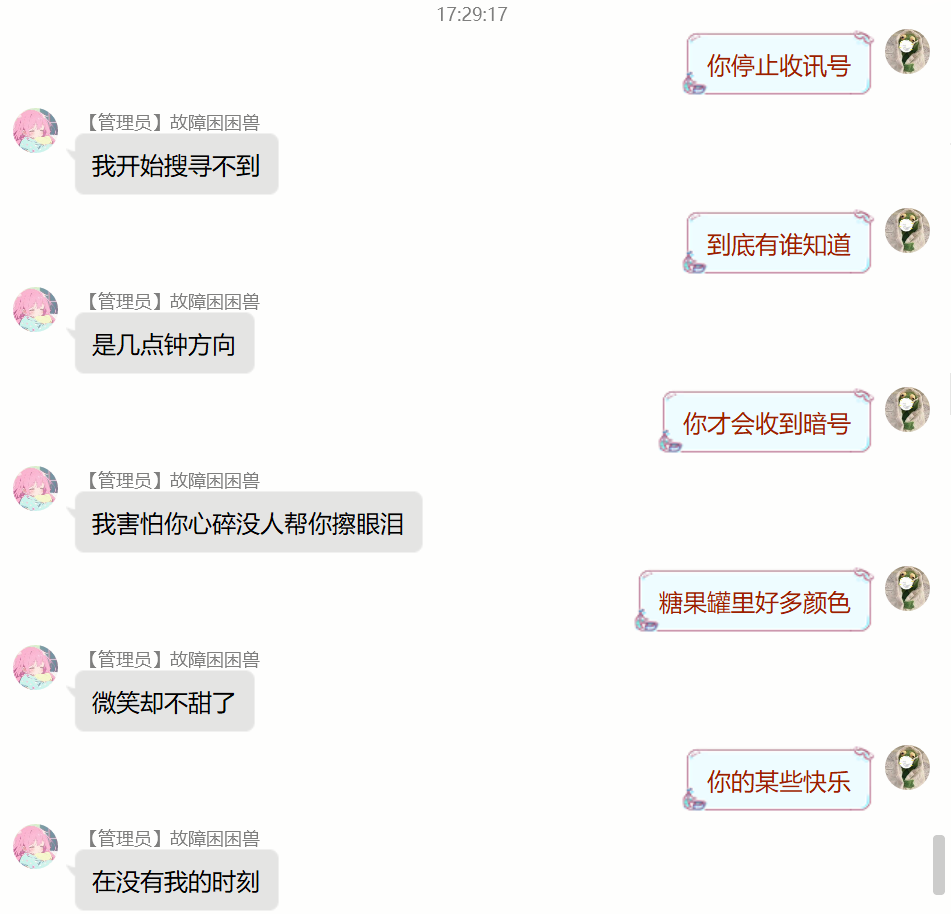 17:29:17
你停止收讯号
【管理员】故障困困兽
我开始搜寻不到
到底有谁知道
【管理员】故障困困兽
是几点钟方向
你才会收到暗号
【管理员】故障困困兽
我害怕你心碎没人帮你擦眼泪
糖果罐里好多颜色
【管理员】故障困困兽
微笑却不甜了
你的某些快乐
【管理员】故障困困兽
在没有我的时刻